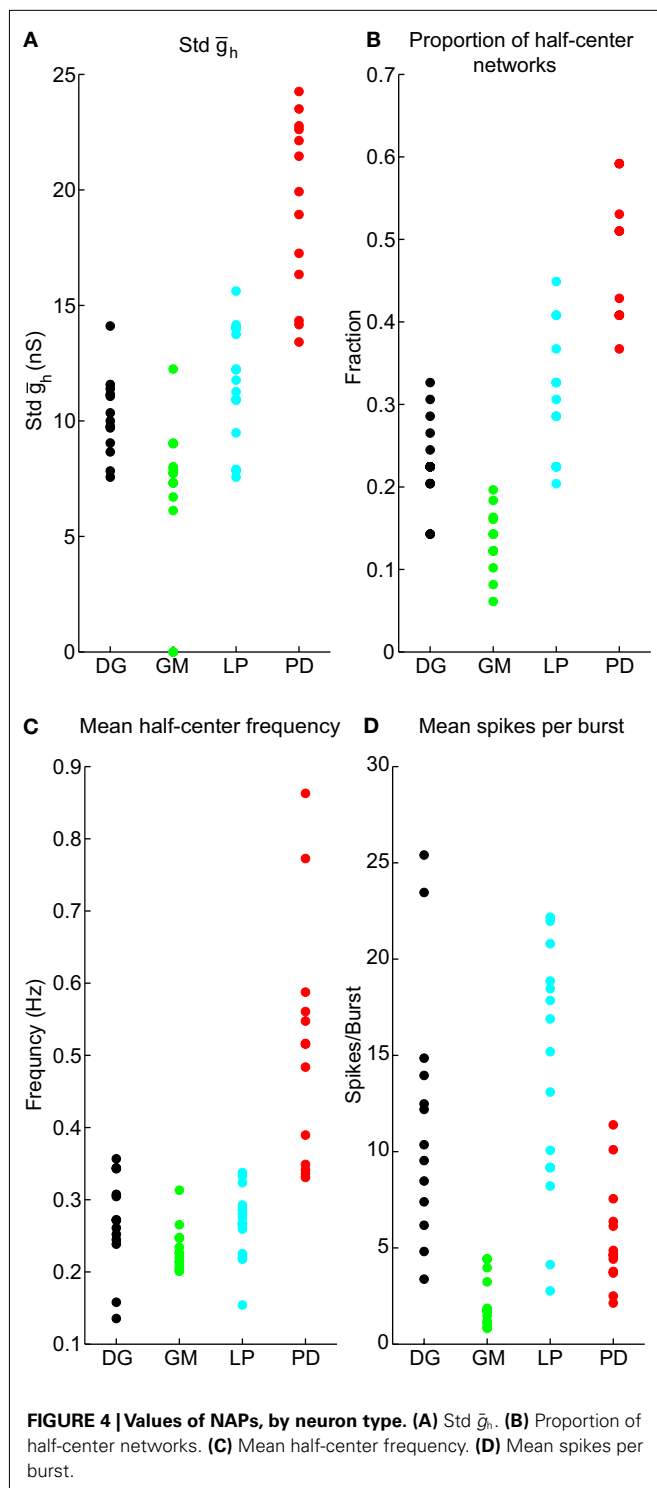 A Std g̅h
25
20
15
10
5
0
Std g̅h (nS)
DG GM LP PD
B Proportion of half-center
networks
0.7
0.6
0.5
0.4
0.3
0.2
0.1
0
Fraction
DG GM LP PD
C Mean half-center frequency
0.9
0.8
0.7
0.6
0.5
0.4
0.3
0.2
0.1
Frequncy (Hz)
DG GM LP PD
D Mean spikes per burst
30
25
20
15
10
5
0
Spikes/Burst
DG GM LP PD
FIGURE 4 | Values of NAPs, by neuron type. (A) Std g̅h. (B) Proportion of
half-center networks. (C) Mean half-center frequency. (D) Mean spikes per
burst.